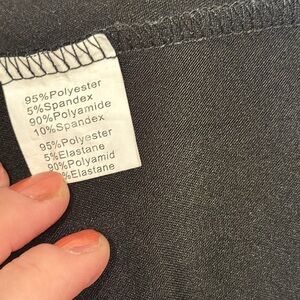 95%Polyester
5%Spandex
90%Polyamide
10%Spandex
95%Polyester
5%Elastane
90%Polyamid
%Elastane